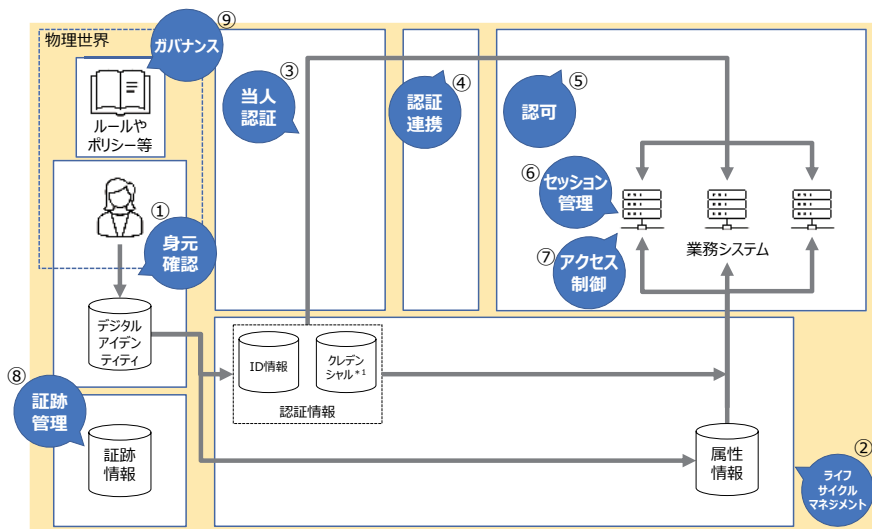 ⑨
物理世界
ガバナンス
ルールや
ポリシー等
③
当人
認証
④
認証
連携
⑤
認可
⑥
セッション
管理
業務システム
⑦
アクセス
制御
①
身元
確認
デジタル
アイデン
ティティ
ID情報
クレデン
シャル*1
認証情報
⑧
証跡
管理
証跡
情報
属性
情報
②
ライフ
サイクル
マネジメント